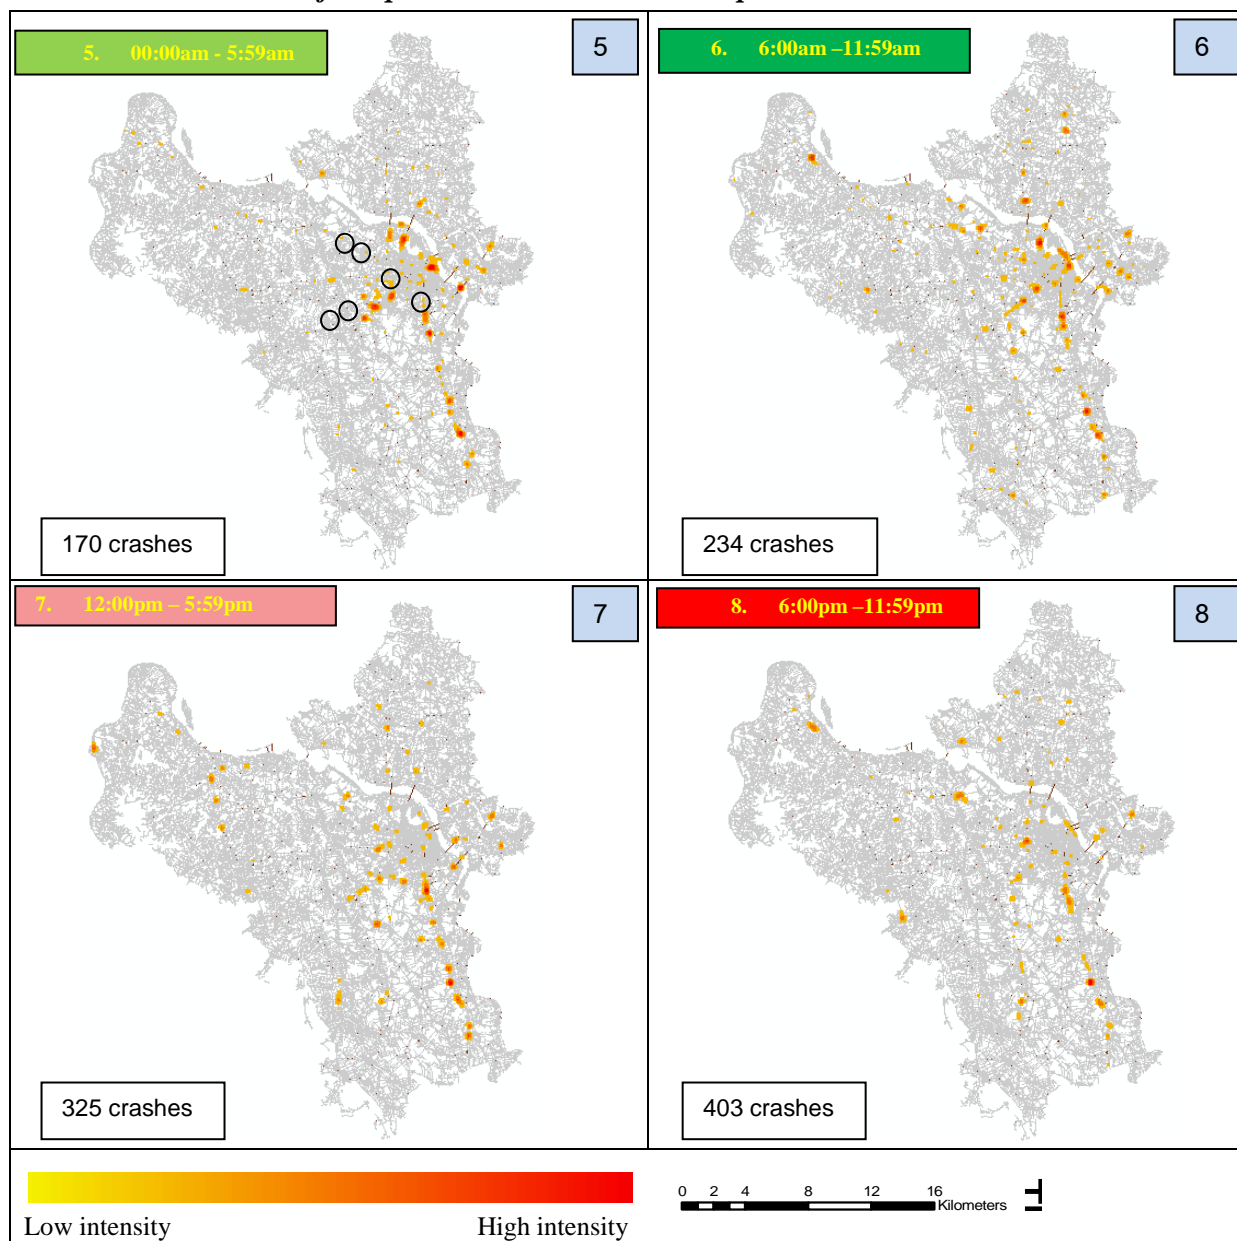 5. 00:00am - 5:59am
5
6. 6:00am –11:59am
6
170 crashes
234 crashes
7. 12:00pm – 5:59pm
7
8. 6:00pm –11:59pm
8
325 crashes
403 crashes
0 2 4 8 12 16
Kilometers
Low intensity High intensity